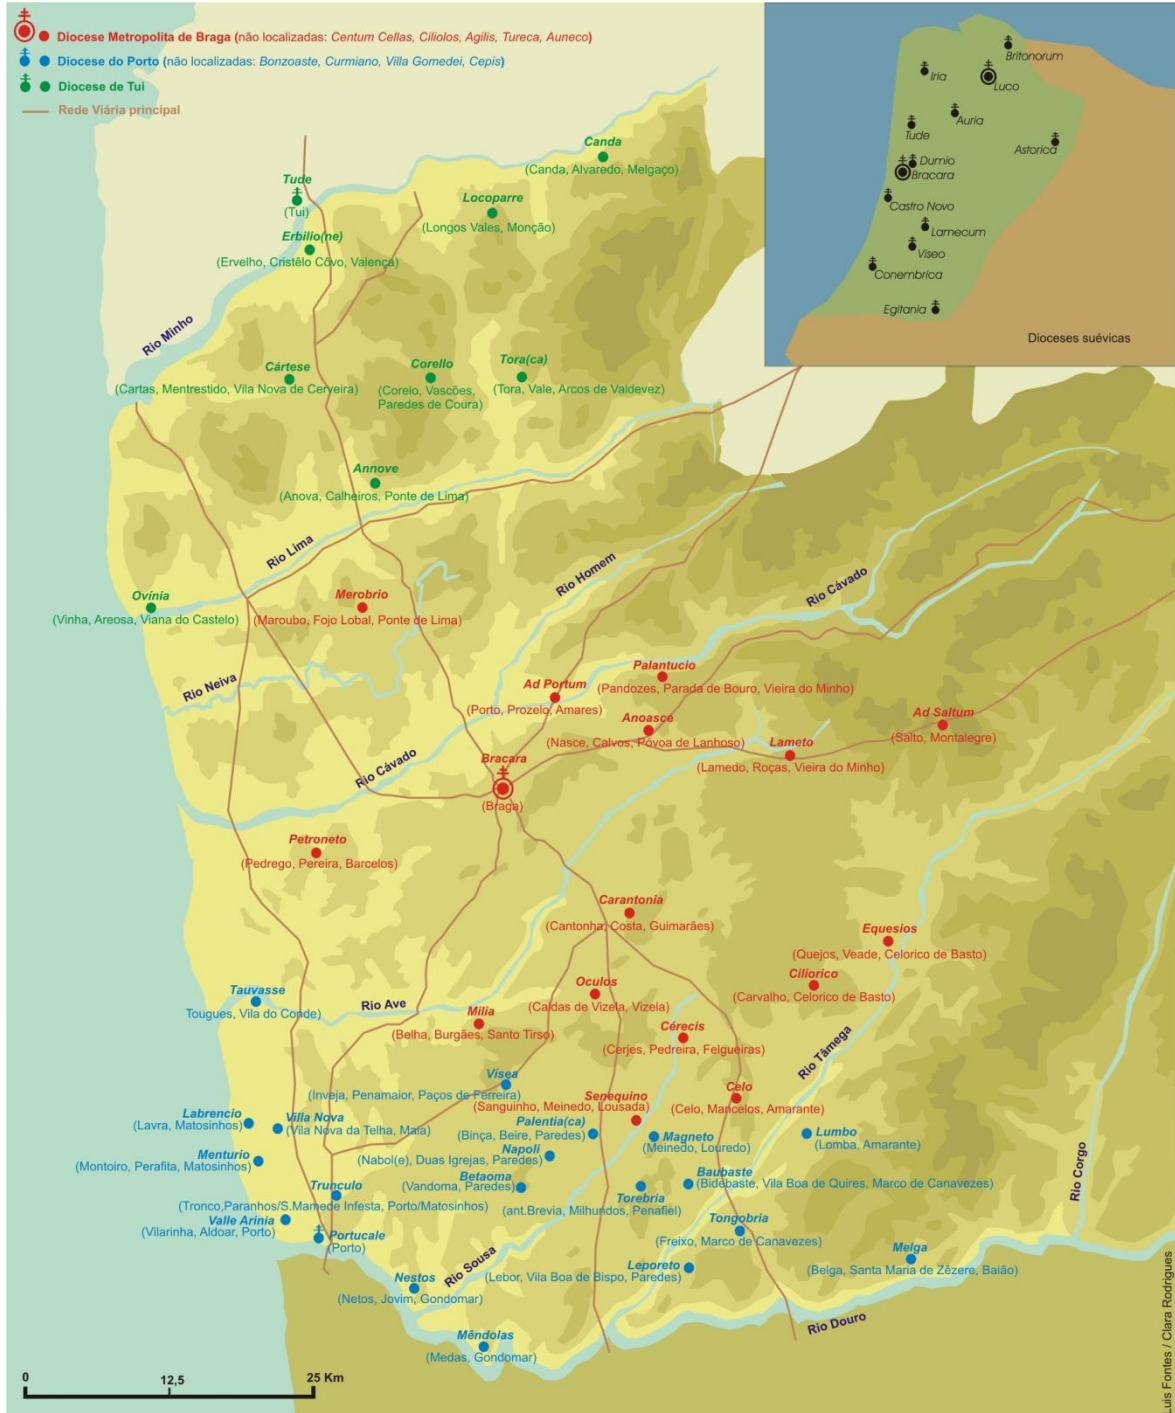 Diocese Metropolita de Braga (não localizadas: Centum Cellas, Ciliolos, Agilis, Tureca, Auneco)
Diocese do Porto (não localizadas: Bonzoaste, Curmiano, Villa Gomedei, Cepis)
Diocese de Tui
Rede Viária principal
Britonorum
Iria
Luco
Auria
Tude
Astorica
Dumio
Bracara
Castro Novo
Lamecum
Viseo
Conembrica
Egitania
Dioceses suévicas
Canda
(Canda, Alvaredo, Melgaço)
Tude
(Tui)
Locoparre
(Longos Vales, Monção)
Erbilio(ne)
(Ervelho, Cristêlo Côvo, Valença)
Rio Minho
Cártese
(Cartas, Mentrestido, Vila Nova de Cerveira)
Corello
(Corelo, Vascões,
Paredes de Coura)
Tora(ca)
(Tora, Vale, Arcos de Valdevez)
Annove
(Anova, Calheiros, Ponte de Lima)
Rio Lima
Rio Homem
Rio Cávado
Ovínia
(Vinha, Areosa, Viana do Castelo)
Merobrio
(Maroubo, Fojo Lobal, Ponte de Lima)
Rio Neiva
Palantucio
(Pandozes, Parada de Bouro, Vieira do Minho)
Ad Portum
(Porto, Prozelo, Amares)
Anoasce
(Nasce, Calvos, Póvoa de Lanhoso)
Ad Saltum
(Salto, Montalegre)
Lameto
(Lamedo, Roças, Vieira do Minho)
Rio Cávado
Bracara
(Braga)
Petroneto
(Pedrego, Pereira, Barcelos)
Carantonia
(Cantonha, Costa, Guimarães)
Equesios
(Quejos, Veade, Celorico de Basto)
Ciliorico
(Carvalho, Celorico de Basto)
Tauvasse
Tougues, Vila do Conde)
Rio Ave
Oculos
(Caldas de Vizela, Vizela)
Milia
(Belha, Burgães, Santo Tirso)
Cérecis
(Cerjes, Pedreira, Felgueiras)
Rio Tâmega
Visea
(Inveja, Penamaior, Paços de Ferreira)
Senequino
(Sanguinho, Meinedo, Lousada)
Celo
(Celo, Mancelos, Amarante)
Labrencio
(Lavra, Matosinhos)
Villa Nova
(Vila Nova da Telha, Maia)
Palentia(ca)
(Binça, Beire, Paredes)
Magneto
(Meinedo, Louredo)
Lumbo
(Lomba, Amarante)
Menturio
(Montoiro, Perafita, Matosinhos)
Napoli
(Nabol(e), Duas Igrejas, Paredes)
Betaoma
(Vandoma, Paredes)
Baubaste
(Bidebaste, Vila Boa de Quires, Marco de Canavezes)
Trunculo
(Tronco,Paranhos/S.Mamede Infesta, Porto/Matosinhos)
Torebria
(ant.Brevia, Milhundos, Penafiel)
Rio Corgo
Valle Arinia
(Vilarinha, Aldoar, Porto)
Portucale
(Porto)
Tongobria
(Freixo, Marco de Canavezes)
Melga
(Belga, Santa Maria de Zêzere, Baião)
Rio Sousa
Leporeto
(Lebor, Vila Boa de Bispo, Paredes)
Nestos
(Netos, Jovim, Gondomar)
Rio Douro
Mêndolas
(Medas, Gondomar)
0
12,5
25 Km
Luis Fontes / Clara Rodrigues